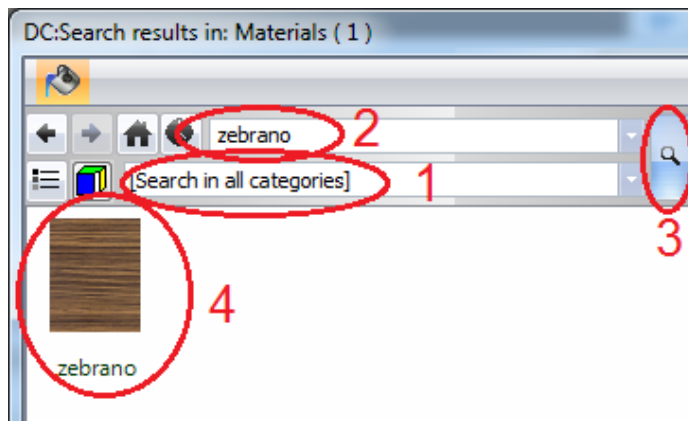 DC:Search results in: Materials ( 1 )
zebrano 2
[Search in all categories] 1
3
4
zebrano